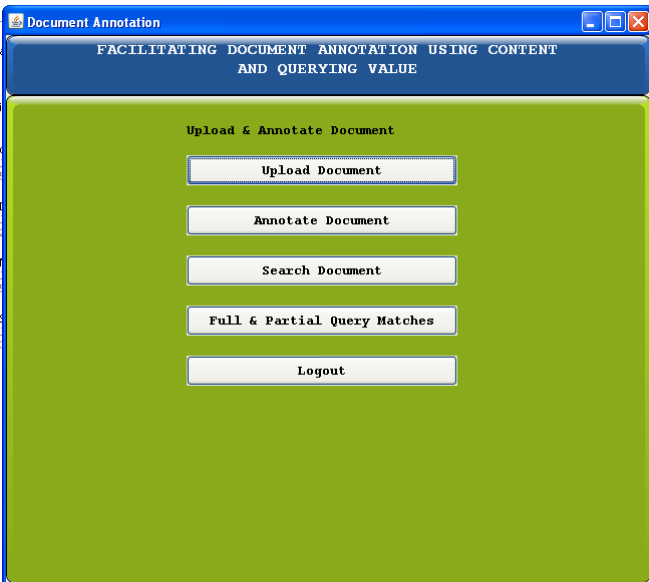 Document Annotation
FACILITATING DOCUMENT ANNOTATION USING CONTENT
AND QUERYING VALUE
Upload & Annotate Document
Upload Document
Annotate Document
Search Document
Full & Partial Query Matches
Logout